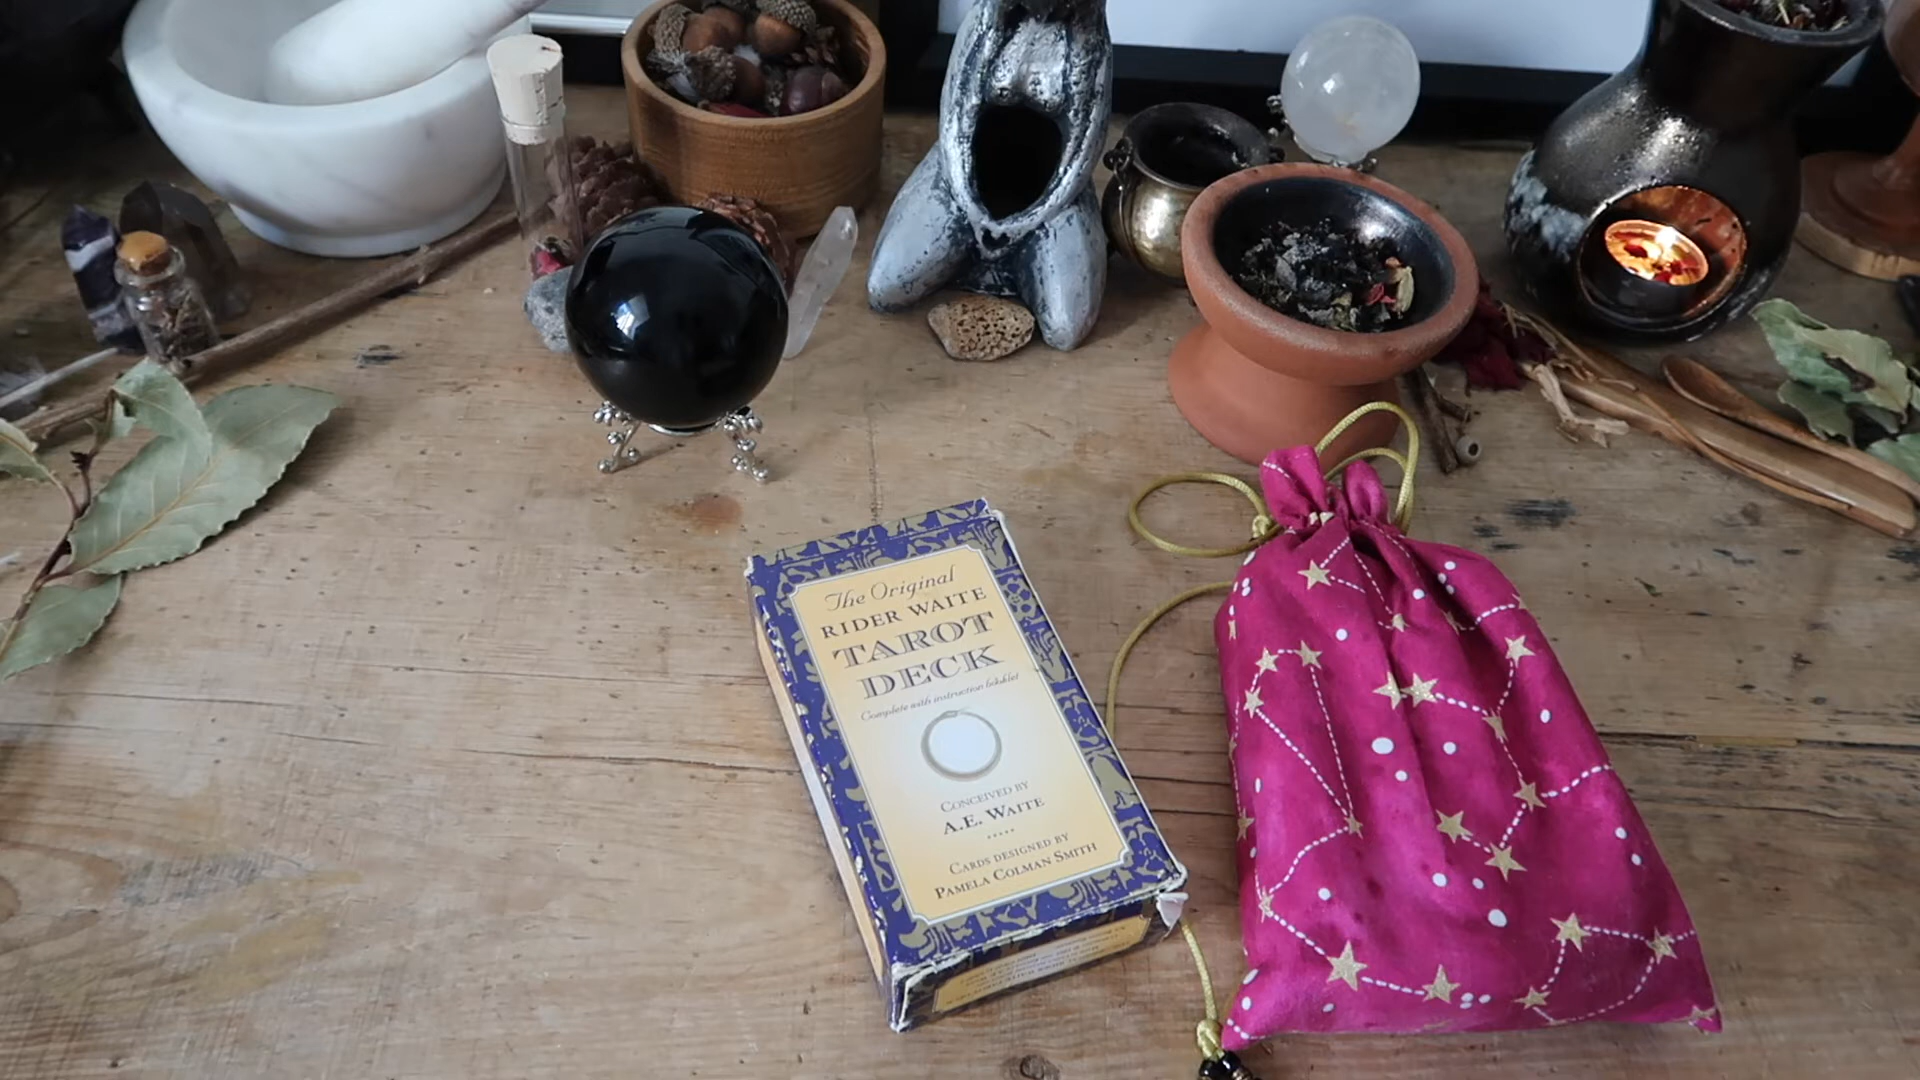 The Original
RIDER WAITE
TAROT
DECK
Complete with instruction booklet
CONCEIVED BY
A.E. WAITE
CARDS DESIGNED BY
PAMELA COLMAN SMITH